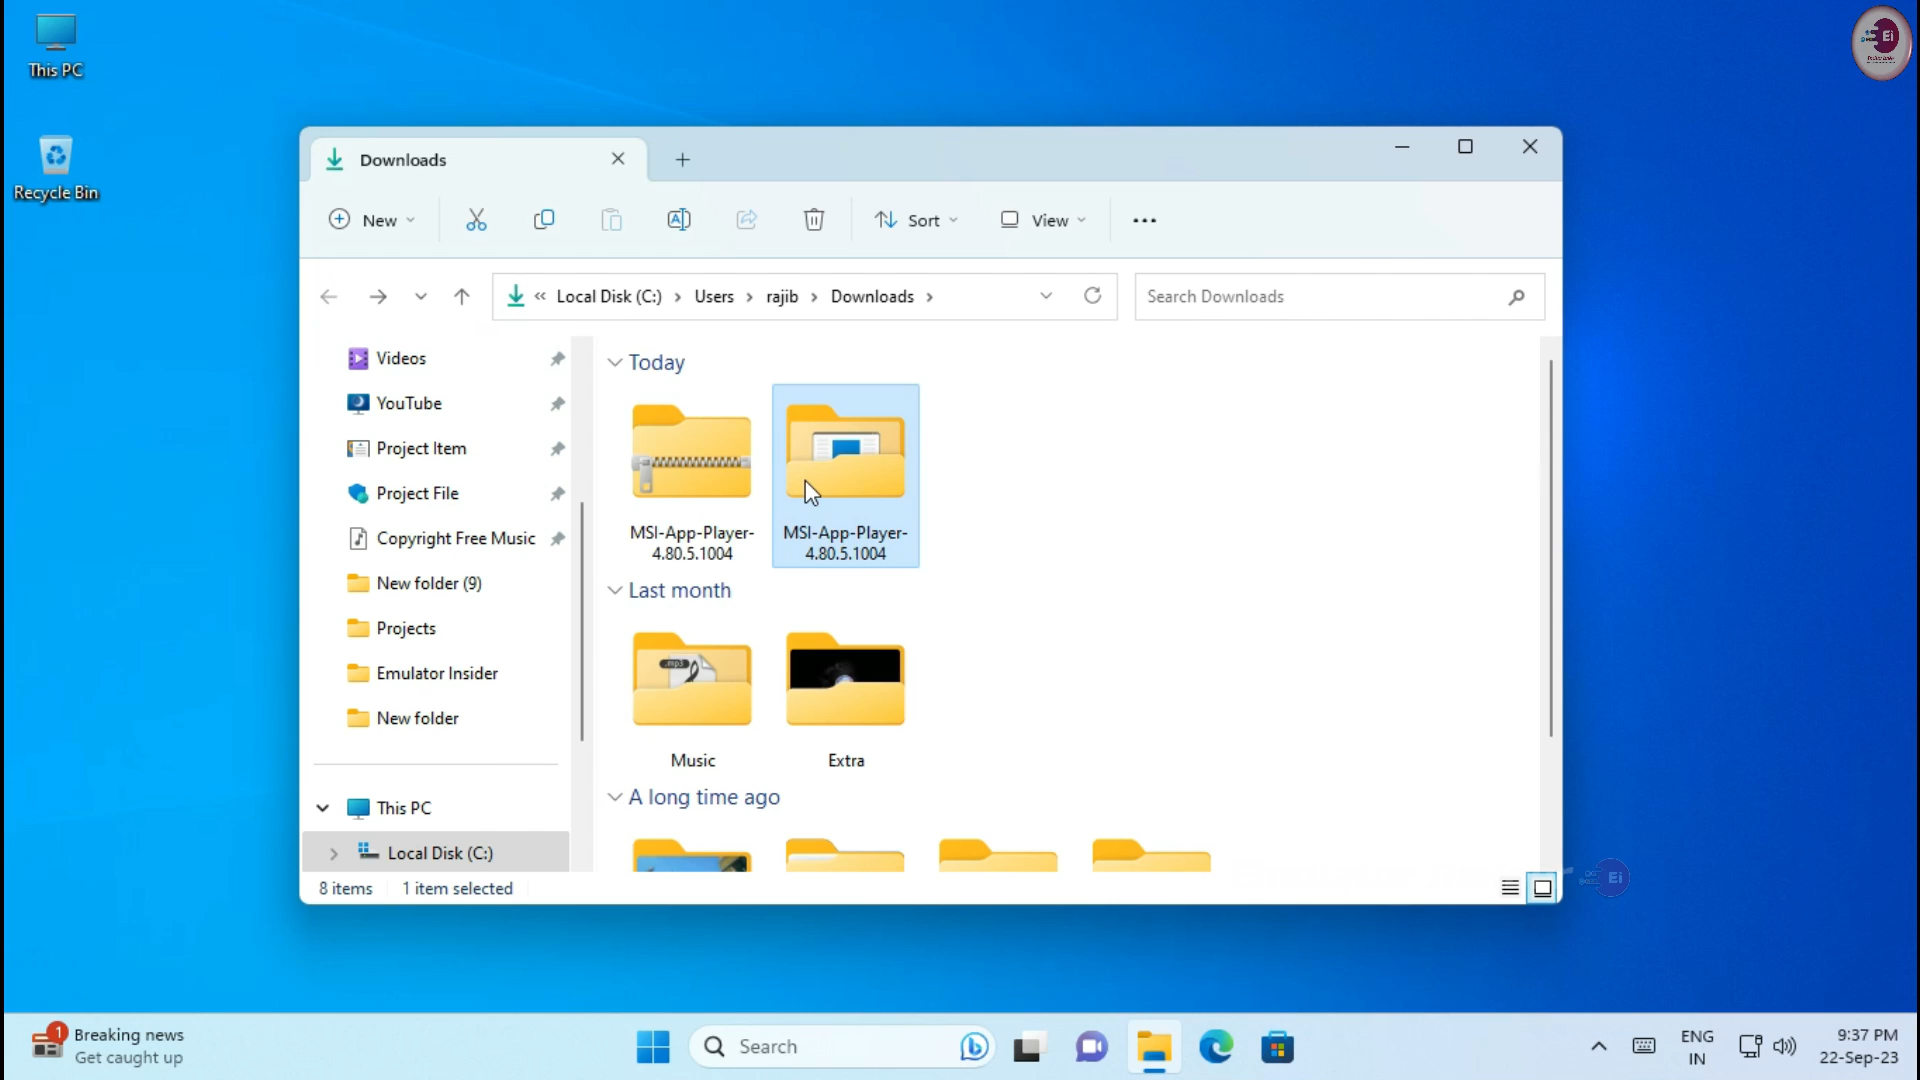 This PC
Recycle Bin
Ei
Downloads
New
Sort
View
Local Disk (C:) > Users > rajib > Downloads >
Search Downloads
Videos
YouTube
Project Item
Project File
Copyright Free Music
New folder (9)
Projects
Emulator Insider
New folder
This PC
Local Disk (C:)
Today
MSI-App-Player-
4.80.5.1004
MSI-App-Player-
4.80.5.1004
Last month
.mp3
Music
Extra
A long time ago
8 items
1 item selected
Ei
1
Breaking news
Get caught up
Search
ENG
IN
9:37 PM
22-Sep-23